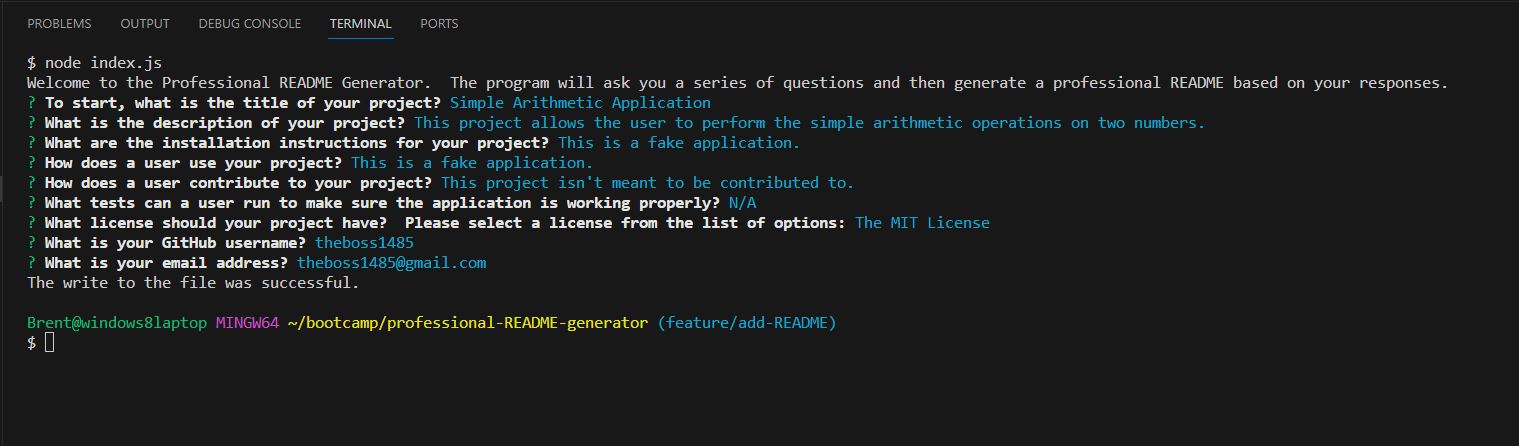 PROBLEMS OUTPUT DEBUG CONSOLE TERMINAL PORTS
$ node index.js
Welcome to the Professional README Generator.  The program will ask you a series of questions and then generate a professional README based on your responses.
? To start, what is the title of your project? Simple Arithmetic Application
? What is the description of your project? This project allows the user to perform the simple arithmetic operations on two numbers.
? What are the installation instructions for your project? This is a fake application.
? How does a user use your project? This is a fake application.
? How does a user contribute to your project? This project isn't meant to be contributed to.
? What tests can a user run to make sure the application is working properly? N/A
? What license should your project have?  Please select a license from the list of options: The MIT License
? What is your GitHub username? theboss1485
? What is your email address? theboss1485@gmail.com
The write to the file was successful.
Brent@windows8laptop MINGW64 ~/bootcamp/professional-README-generator (feature/add-README)
$